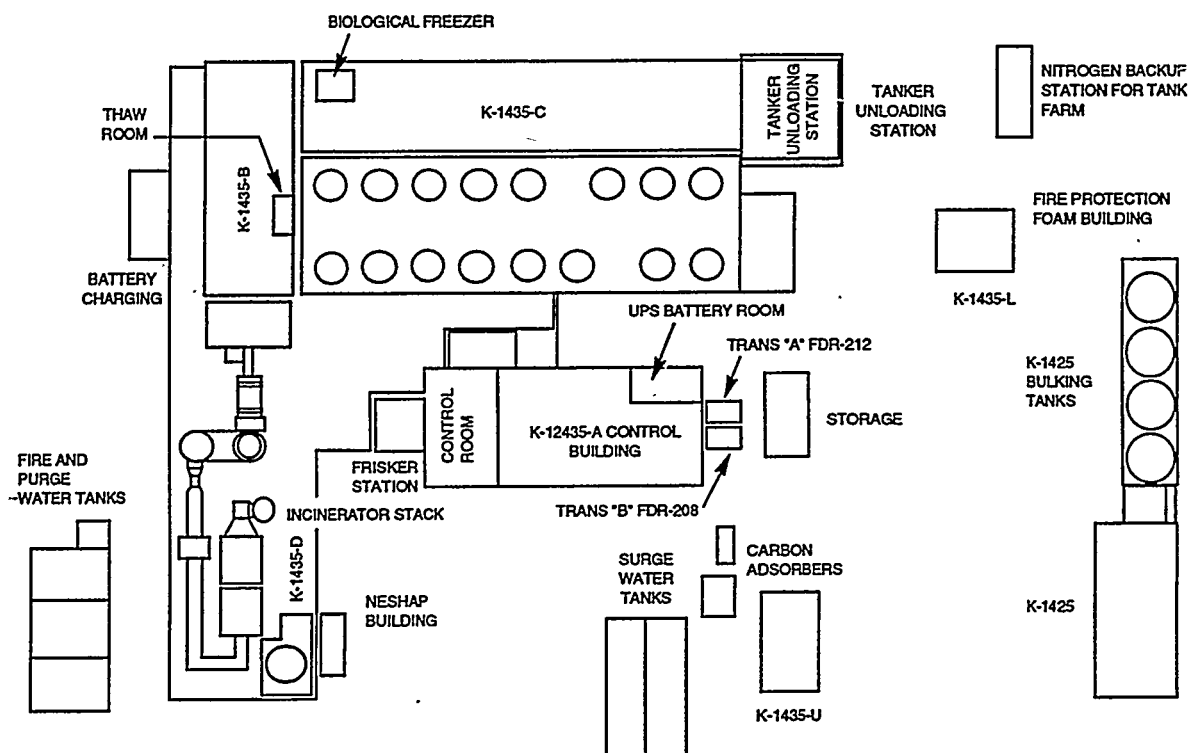 BIOLOGICAL FREEZER
THAW
ROOM
K-1435-B
K-1435-C
TANKER
UNLOADING
STATION
TANKER
UNLOADING
STATION
NITROGEN BACKUF
STATION FOR TANK
FARM
FIRE PROTECTION
FOAM BUILDING
K-1435-L
BATTERY
CHARGING
UPS BATTERY ROOM
TRANS "A" FDR-212
CONTROL
ROOM
K-12435-A CONTROL
BUILDING
STORAGE
K-1425
BULKING
TANKS
FRISKER
STATION
TRANS "B" FDR-208
FIRE AND
PURGE
WATER TANKS
INCINERATOR STACK
K-1435-D
NESHAP
BUILDING
SURGE
WATER
TANKS
CARBON
ADSORBERS
K-1435-U
K-1425